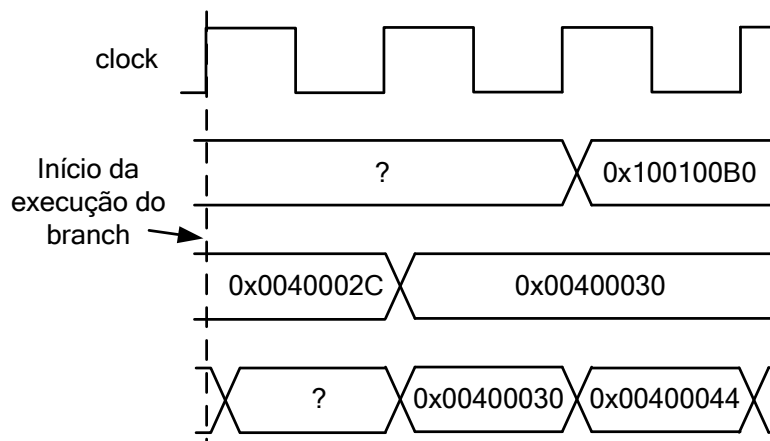 clock
Início da
execução do
branch
?
0x100100B0
0x0040002C
0x00400030
?
0x00400030
0x00400044